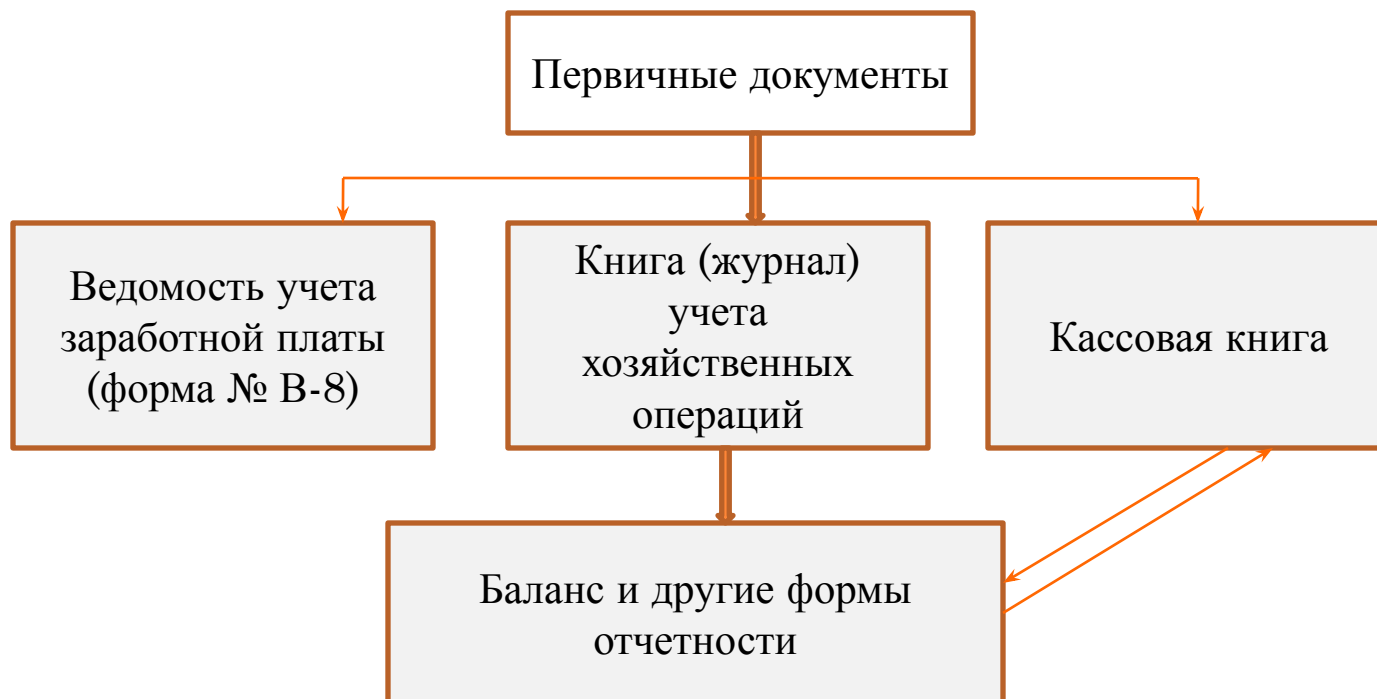 Первичные документы
Ведомость учета
заработной платы
(форма № В-8)
Книга (журнал)
учета
хозяйственных
операций
Кассовая книга
Баланс и другие формы
отчетности